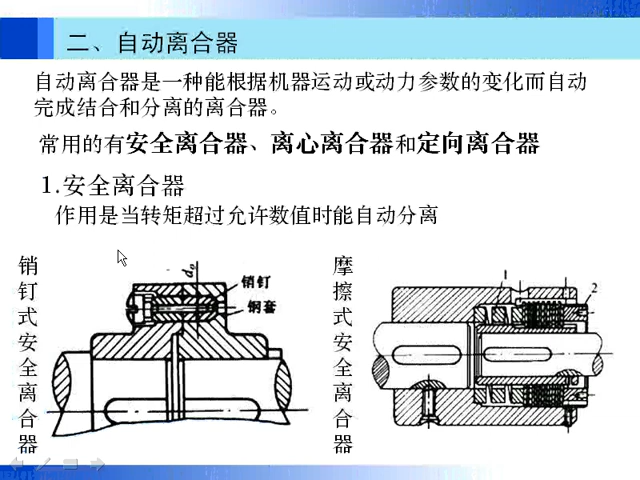 二、自动离合器
自动离合器是一种能根据机器运动或动力参数的变化而自动
完成结合和分离的离合器。
常用的有安全离合器、离心离合器和定向离合器
1.安全离合器
作用是当转矩超过允许数值时能自动分离
销钉式安全离合器
d₀
销钉
钢套
摩擦式安全离合器
1
2